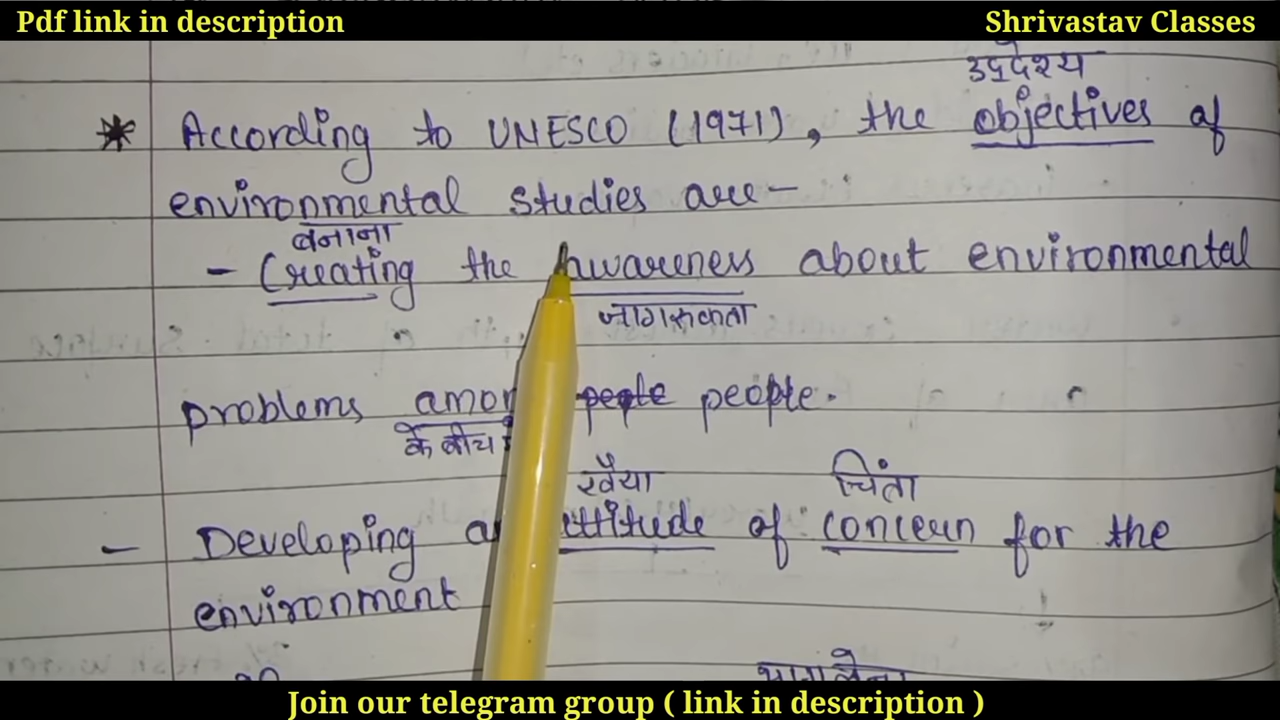 Pdf link in description
Shrivastav Classes
उद्देश्य
* According to UNESCO (1971), the objectives of
environmental studies are-
बनाना
- Creating the awareness about environmental
जागरूकता
problems among people.
के बीच
रवैया चिंता
- Developing an attitude of concern for the
environment
भाग लेना
Join our telegram group ( link in description )